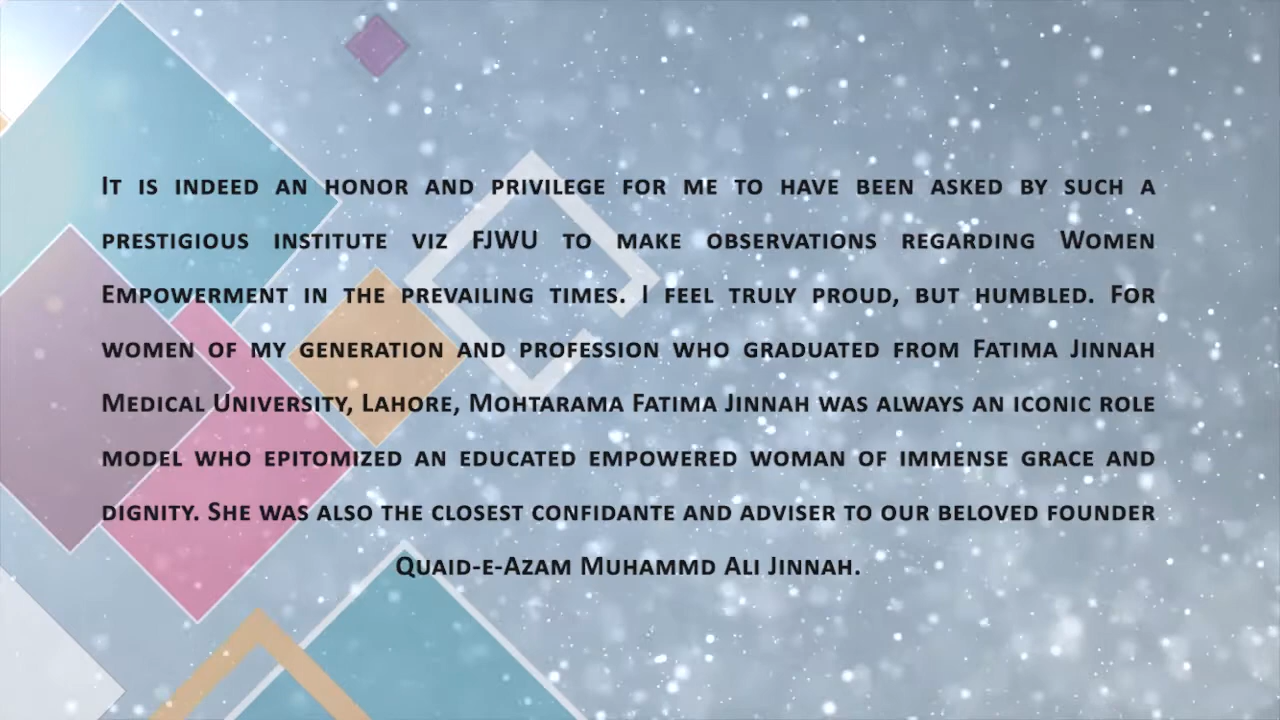 It is indeed an honor and privilege for me to have been asked by such a
prestigious institute viz FJWU to make observations regarding Women
Empowerment in the prevailing times. I feel truly proud, but humbled. For
women of my generation and profession who graduated from Fatima Jinnah
Medical University, Lahore, Mohtarama Fatima Jinnah was always an iconic role
model who epitomized an educated empowered woman of immense grace and
dignity. She was also the closest confidante and adviser to our beloved founder
Quaid-e-Azam Muhammd Ali Jinnah.